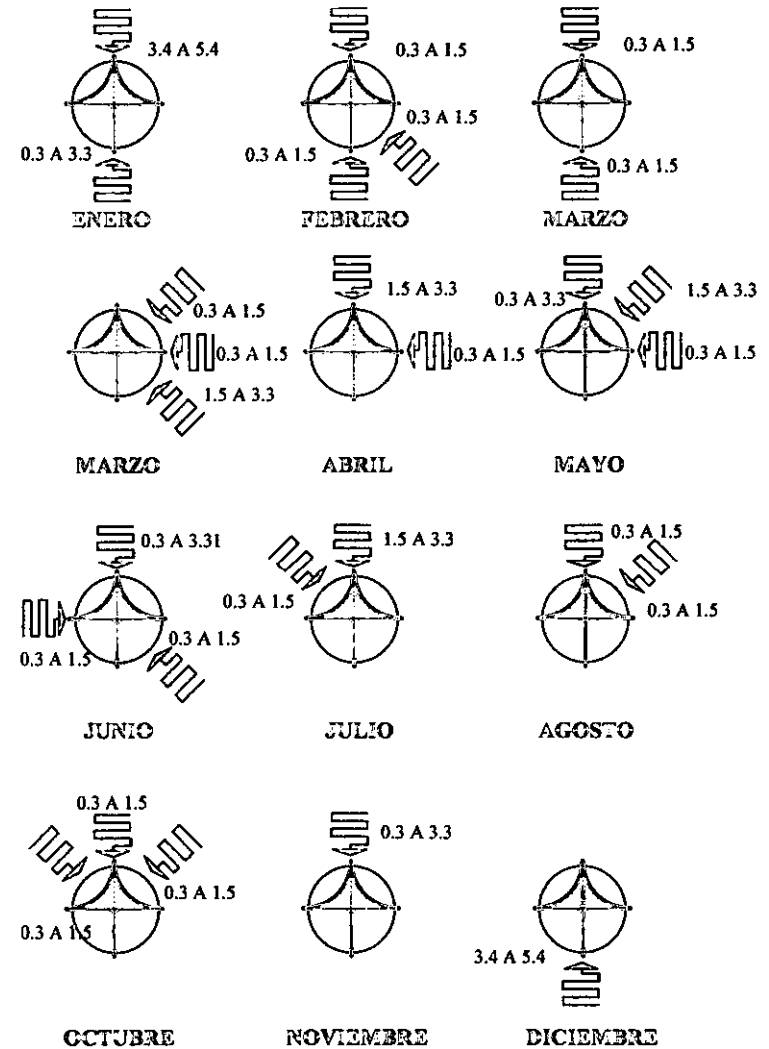 3.4 A 5.4
0.3 A 3.3
ENERO
0.3 A 1.5
0.3 A 1.5
0.3 A 1.5
FEBRERO
0.3 A 1.5
0.3 A 1.5
MARZO
0.3 A 1.5
0.3 A 1.5
1.5 A 3.3
MARZO
1.5 A 3.3
0.3 A 1.5
ABRIL
0.3 A 3.3
1.5 A 3.3
0.3 A 1.5
MAYO
0.3 A 3.31
0.3 A 1.5
0.3 A 1.5
JUNIO
1.5 A 3.3
0.3 A 1.5
JULIO
0.3 A 1.5
0.3 A 1.5
AGOSTO
0.3 A 1.5
0.3 A 1.5
0.3 A 1.5
OCTUBRE
0.3 A 3.3
NOVIEMBRE
3.4 A 5.4
DICIEMBRE